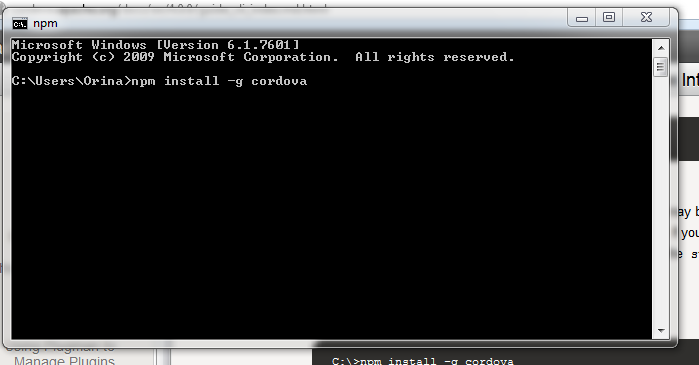 npm
Microsoft Windows [Version 6.1.7601]
Copyright (c) 2009 Microsoft Corporation.  All rights reserved.
C:\Users\Orina>npm install -g cordova
Inf
ay b
you
e s
Using Plugman to
Manage Plugins
C:\>npm install -g cordova